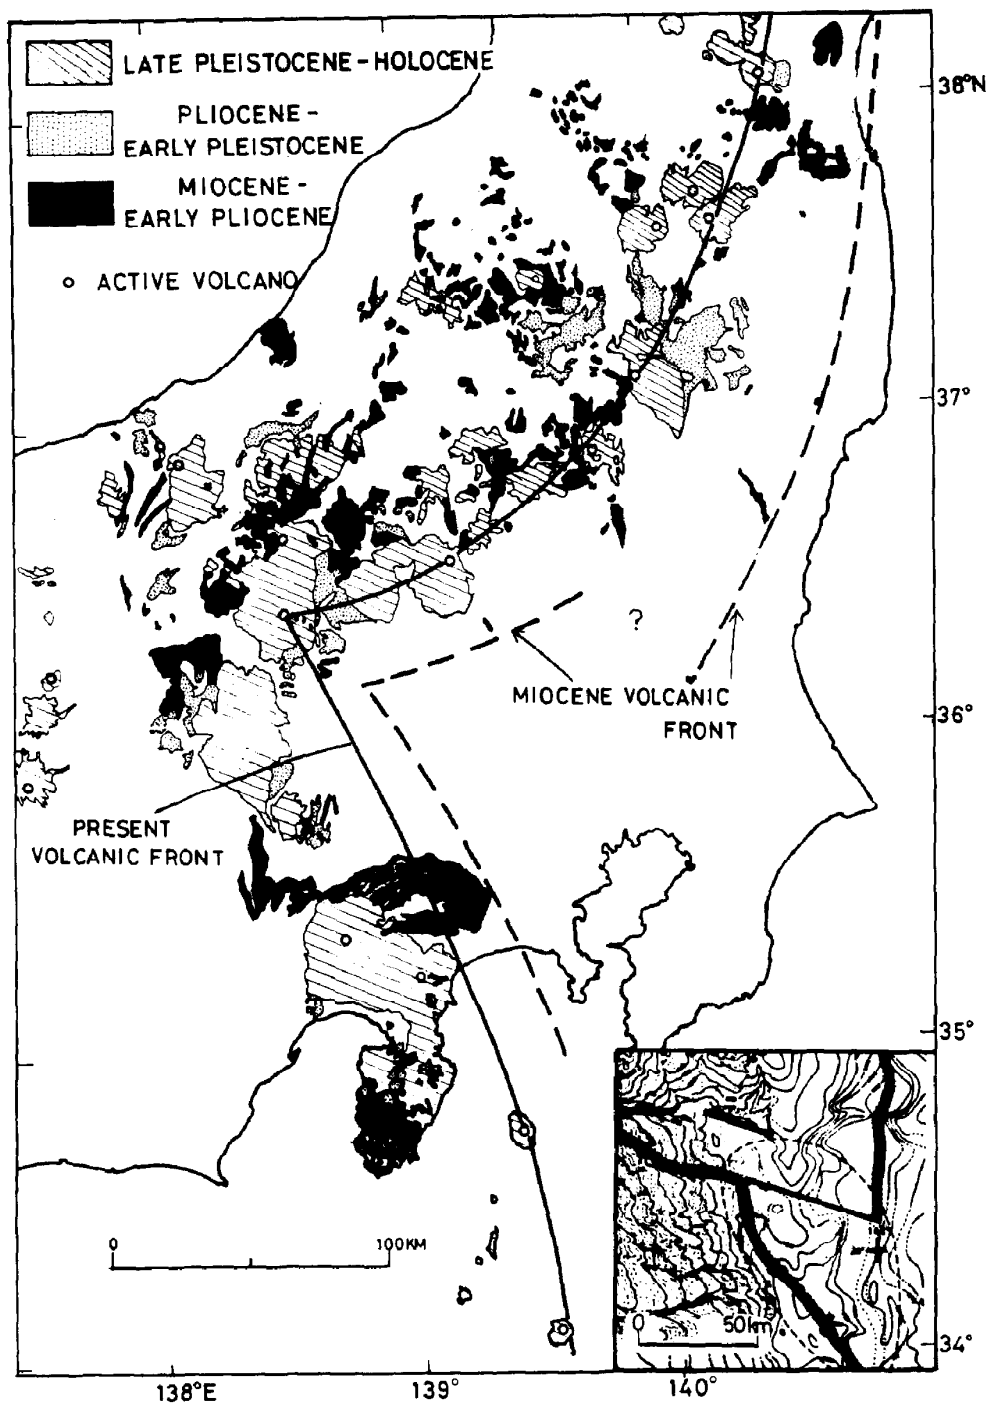 LATE PLEISTOCENE-HOLOCENE
PLIOCENE-
EARLY PLEISTOCENE
MIOCENE-
EARLY PLIOCENE
ACTIVE VOLCANO
38°N
37°
?
MIOCENE VOLCANIC
FRONT
36°
PRESENT
VOLCANIC FRONT
35°
0 100KM
0 50km
34°
138°E 139° 140°